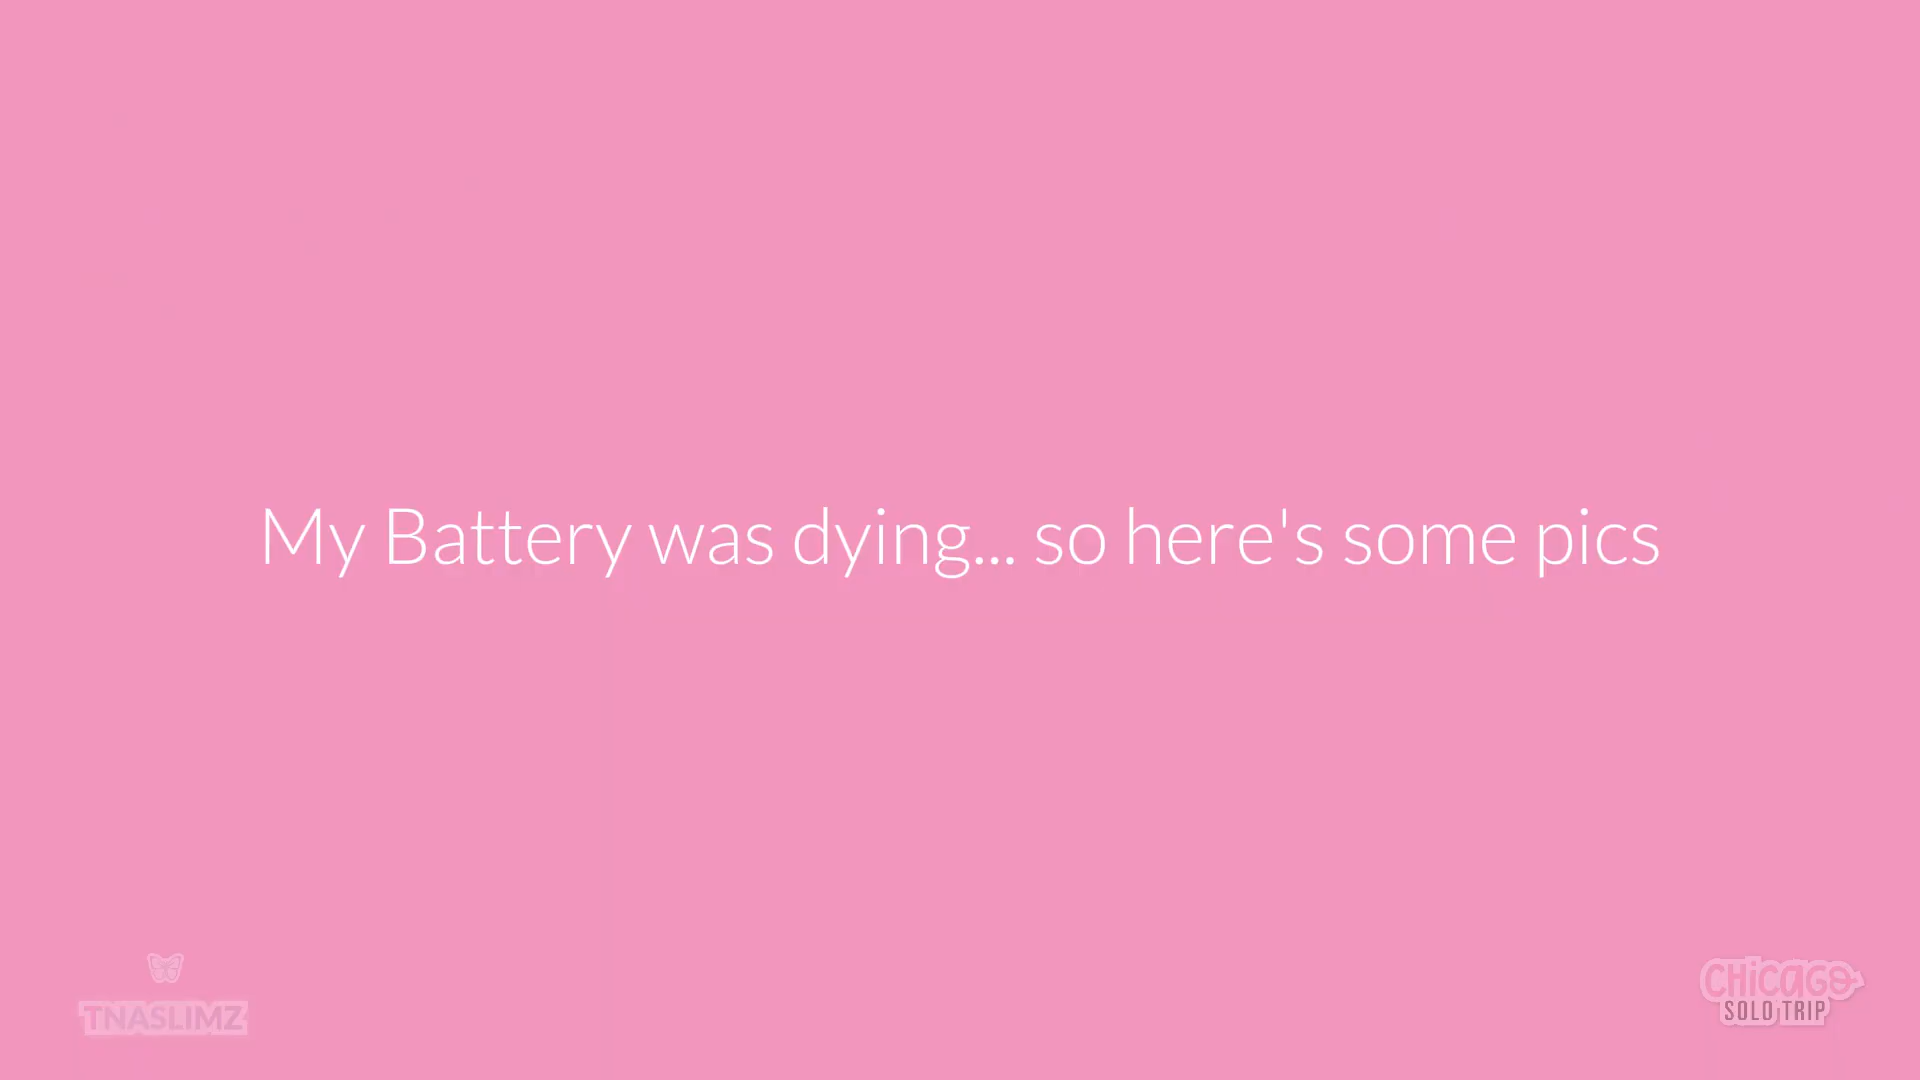 My Battery was dying... so here's some pics
TNASLIMZ
CHicaGo
SOLO TRIP